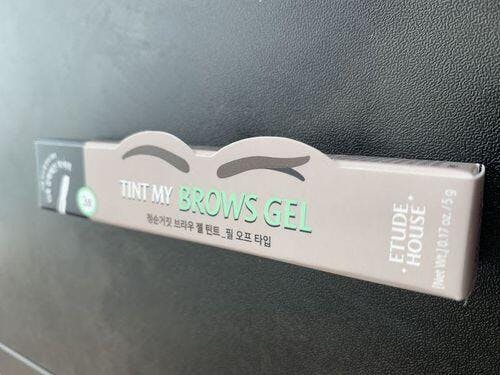 TINT MY BROWS GEL
청순거짓 브라우 젤 틴트_필 오프 타입
ETUDE
HOUSE
[Net Wt.] 0.17 oz. / 5 g